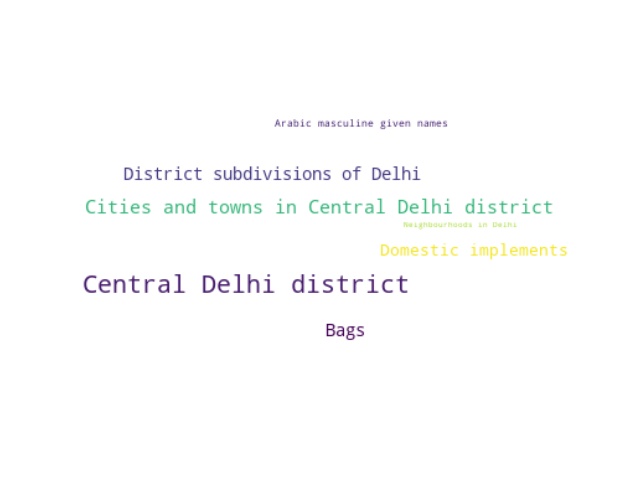 Arabic masculine given names
District subdivisions of Delhi
Cities and towns in Central Delhi district
Neighbourhoods in Delhi
Domestic implements
Central Delhi district
Bags